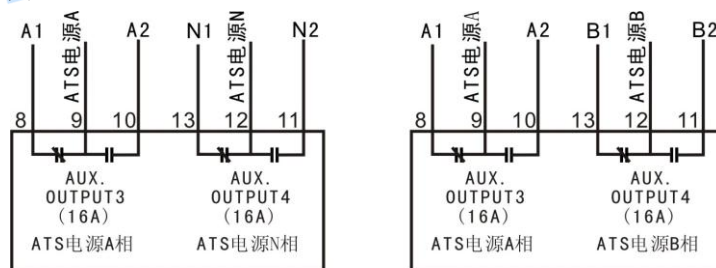 A1 ATS电源A A2 N1 ATS电源N N2
8 9 10 13 12 11
AUX. AUX.
OUTPUT3 OUTPUT4
(16A) (16A)
ATS电源A相 ATS电源N相
A1 ATS电源A A2 B1 ATS电源B B2
8 9 10 13 12 11
AUX. AUX.
OUTPUT3 OUTPUT4
(16A) (16A)
ATS电源A相 ATS电源B相